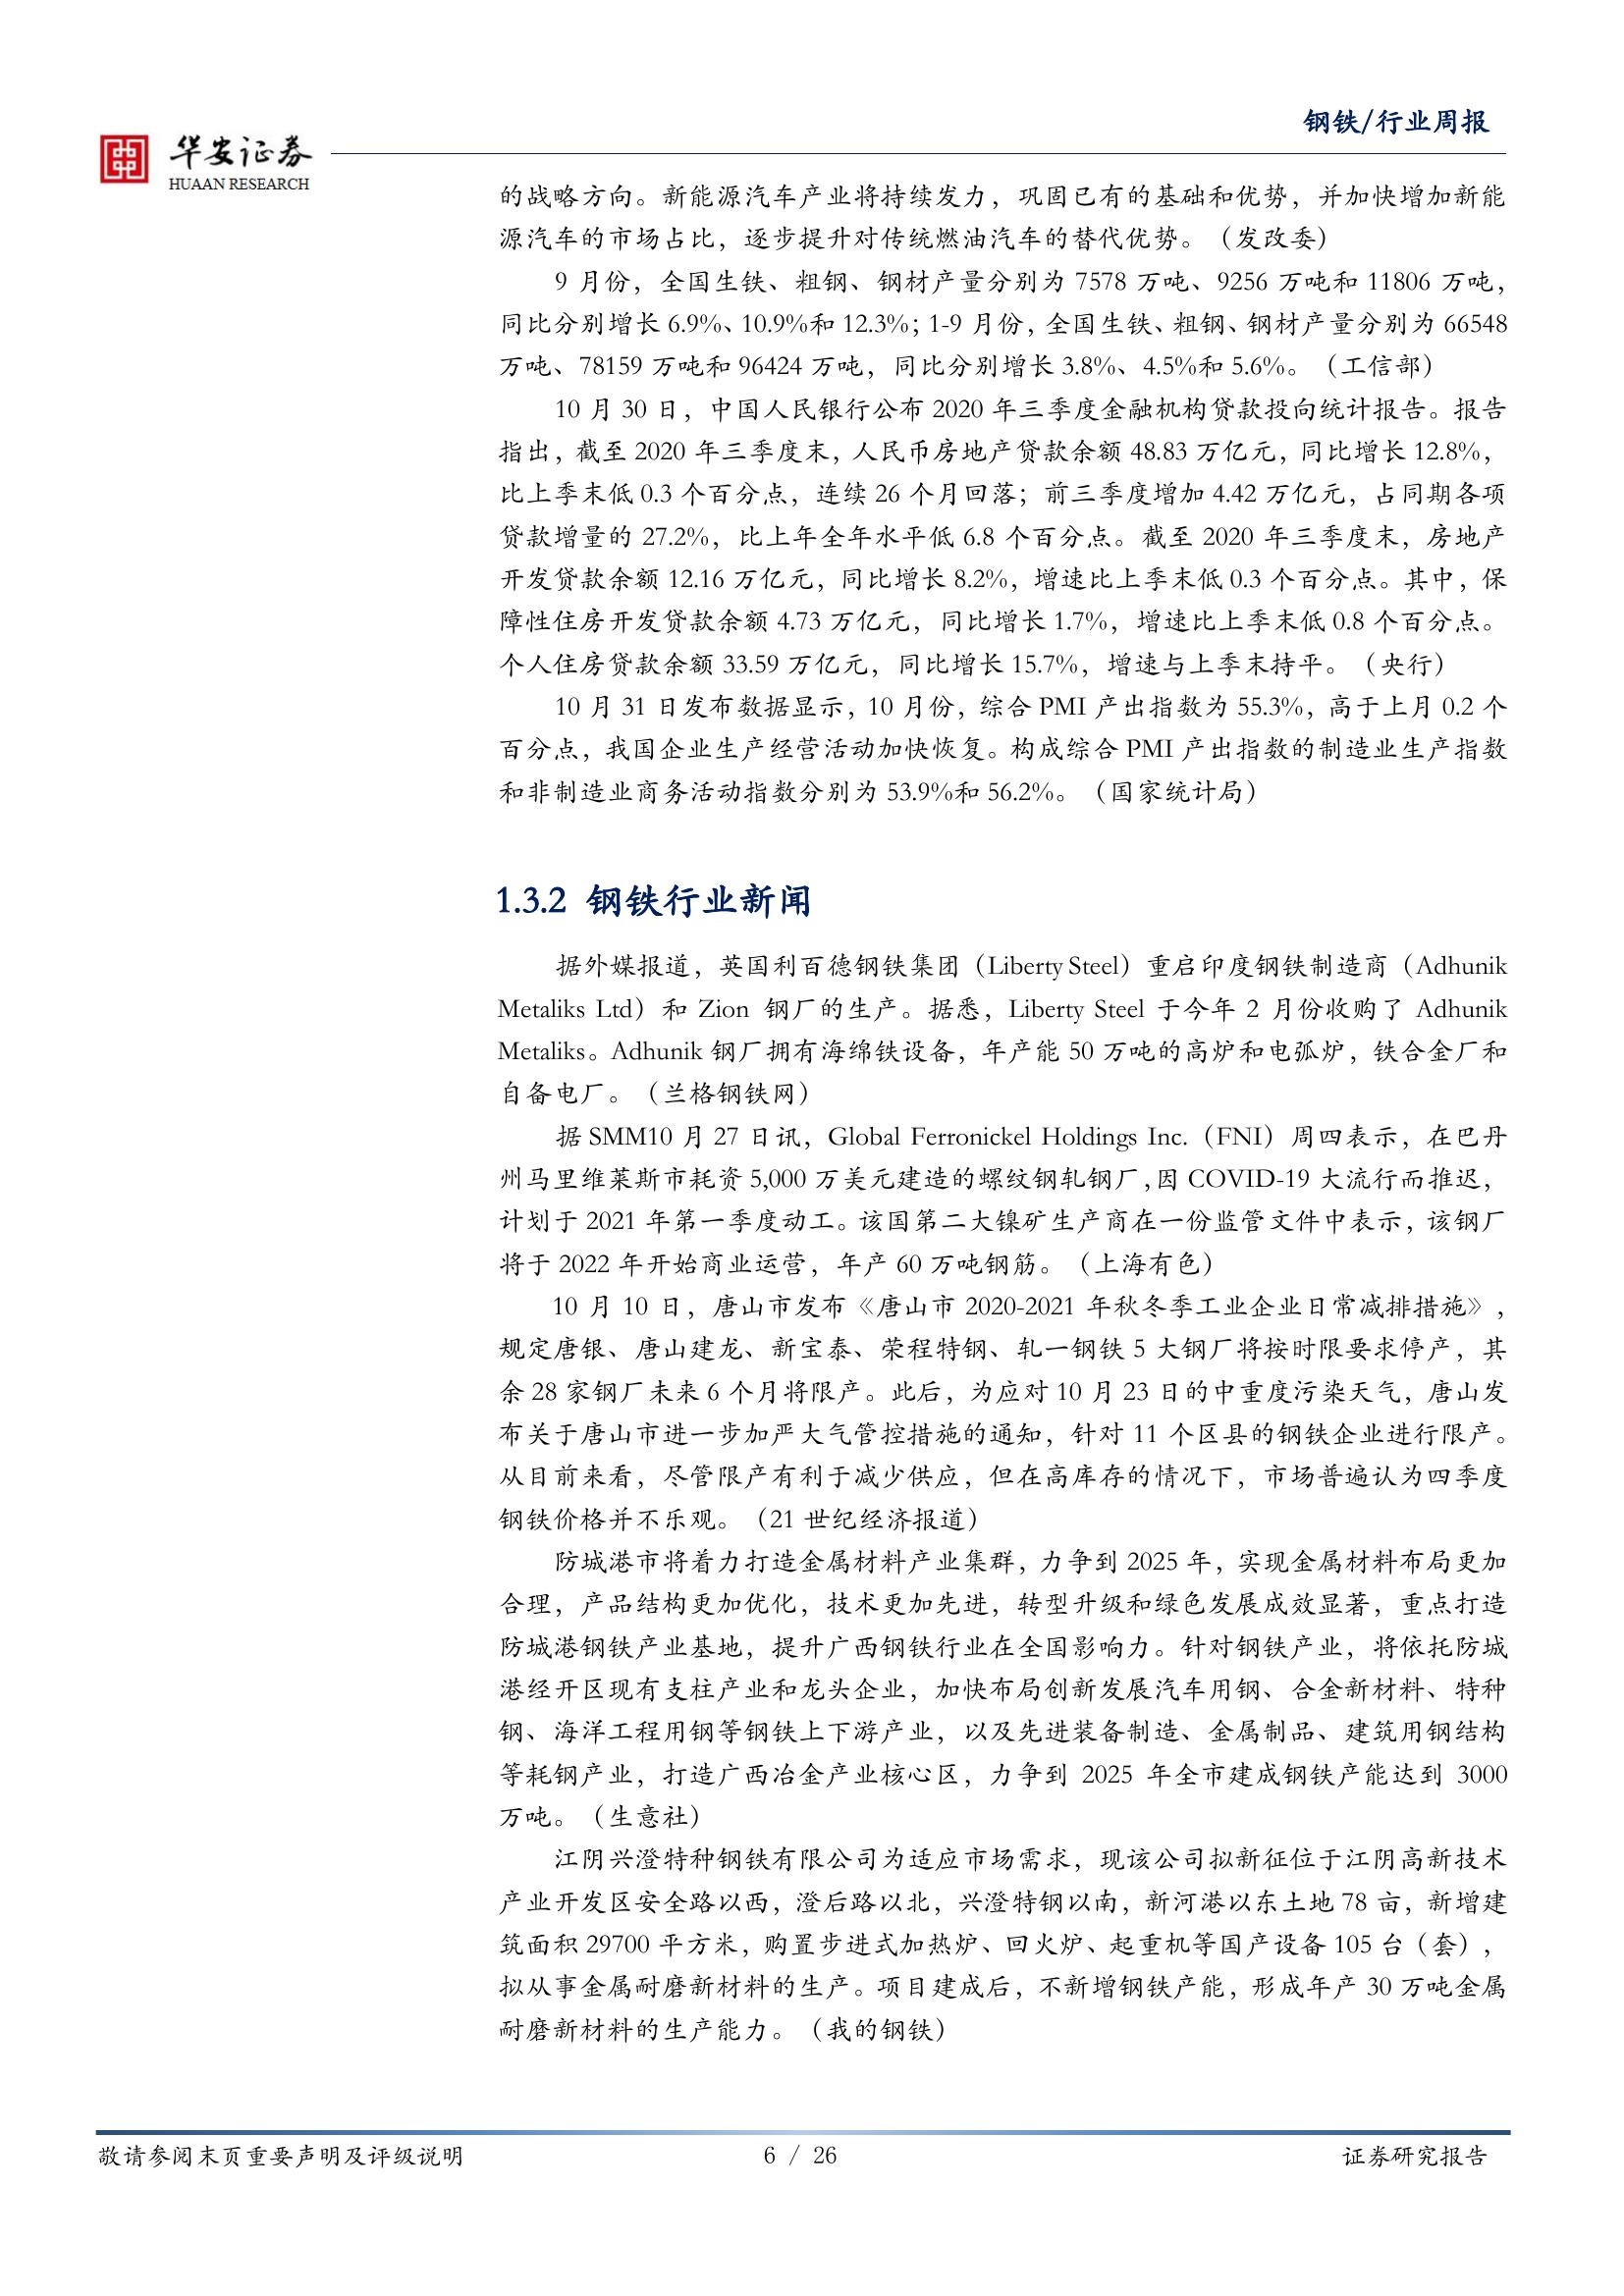 钢铁/行业周报
华安证券
HUAAN RESEARCH
的战略方向。新能源汽车产业将持续发力，巩固已有的基础和优势，并加快增加新能
源汽车的市场占比，逐步提升对传统燃油汽车的替代优势。（发改委）
9 月份，全国生铁、粗钢、钢材产量分别为 7578 万吨、9256 万吨和 11806 万吨，
同比分别增长 6.9%、10.9%和 12.3%；1-9 月份，全国生铁、粗钢、钢材产量分别为 66548
万吨、78159 万吨和 96424 万吨，同比分别增长 3.8%、4.5%和 5.6%。（工信部）
10 月 30 日，中国人民银行公布 2020 年三季度金融机构贷款投向统计报告。报告
指出，截至 2020 年三季度末，人民币房地产贷款余额 48.83 万亿元，同比增长 12.8%，
比上季末低 0.3 个百分点，连续 26 个月回落；前三季度增加 4.42 万亿元，占同期各项
贷款增量的 27.2%，比上年全年水平低 6.8 个百分点。截至 2020 年三季度末，房地产
开发贷款余额 12.16 万亿元，同比增长 8.2%，增速比上季末低 0.3 个百分点。其中，保
障性住房开发贷款余额 4.73 万亿元，同比增长 1.7%，增速比上季末低 0.8 个百分点。
个人住房贷款余额 33.59 万亿元，同比增长 15.7%，增速与上季末持平。（央行）
10 月 31 日发布数据显示，10 月份，综合 PMI 产出指数为 55.3%，高于上月 0.2 个
百分点，我国企业生产经营活动加快恢复。构成综合 PMI 产出指数的制造业生产指数
和非制造业商务活动指数分别为 53.9%和 56.2%。（国家统计局）
1.3.2 钢铁行业新闻
据外媒报道，英国利百德钢铁集团（Liberty Steel）重启印度钢铁制造商（Adhunik
Metaliks Ltd）和 Zion 钢厂的生产。据悉，Liberty Steel 于今年 2 月份收购了 Adhunik
Metaliks。Adhunik 钢厂拥有海绵铁设备，年产能 50 万吨的高炉和电弧炉，铁合金厂和
自备电厂。（兰格钢铁网）
据 SMM10 月 27 日讯，Global Ferronickel Holdings Inc.（FNI）周四表示，在巴丹
州马里维莱斯市耗资 5,000 万美元建造的螺纹钢轧钢厂，因 COVID-19 大流行而推迟，
计划于 2021 年第一季度动工。该国第二大镍矿生产商在一份监管文件中表示，该钢厂
将于 2022 年开始商业运营，年产 60 万吨钢筋。（上海有色）
10 月 10 日，唐山市发布《唐山市 2020-2021 年秋冬季工业企业日常减排措施》，
规定唐银、唐山建龙、新宝泰、荣程特钢、轧一钢铁 5 大钢厂将按时限要求停产，其
余 28 家钢厂未来 6 个月将限产。此后，为应对 10 月 23 日的中重度污染天气，唐山发
布关于唐山市进一步加严大气管控措施的通知，针对 11 个区县的钢铁企业进行限产。
从目前来看，尽管限产有利于减少供应，但在高库存的情况下，市场普遍认为四季度
钢铁价格并不乐观。（21 世纪经济报道）
防城港市将着力打造金属材料产业集群，力争到 2025 年，实现金属材料布局更加
合理，产品结构更加优化，技术更加先进，转型升级和绿色发展成效显著，重点打造
防城港钢铁产业基地，提升广西钢铁行业在全国影响力。针对钢铁产业，将依托防城
港经开区现有支柱产业和龙头企业，加快布局创新发展汽车用钢、合金新材料、特种
钢、海洋工程用钢等钢铁上下游产业，以及先进装备制造、金属制品、建筑用钢结构
等耗钢产业，打造广西冶金产业核心区，力争到 2025 年全市建成钢铁产能达到 3000
万吨。（生意社）
江阴兴澄特种钢铁有限公司为适应市场需求，现该公司拟新征位于江阴高新技术
产业开发区安全路以西，澄后路以北，兴澄特钢以南，新河港以东土地 78 亩，新增建
筑面积 29700 平方米，购置步进式加热炉、回火炉、起重机等国产设备 105 台（套），
拟从事金属耐磨新材料的生产。项目建成后，不新增钢铁产能，形成年产 30 万吨金属
耐磨新材料的生产能力。（我的钢铁）
敬请参阅末页重要声明及评级说明
6 / 26
证券研究报告